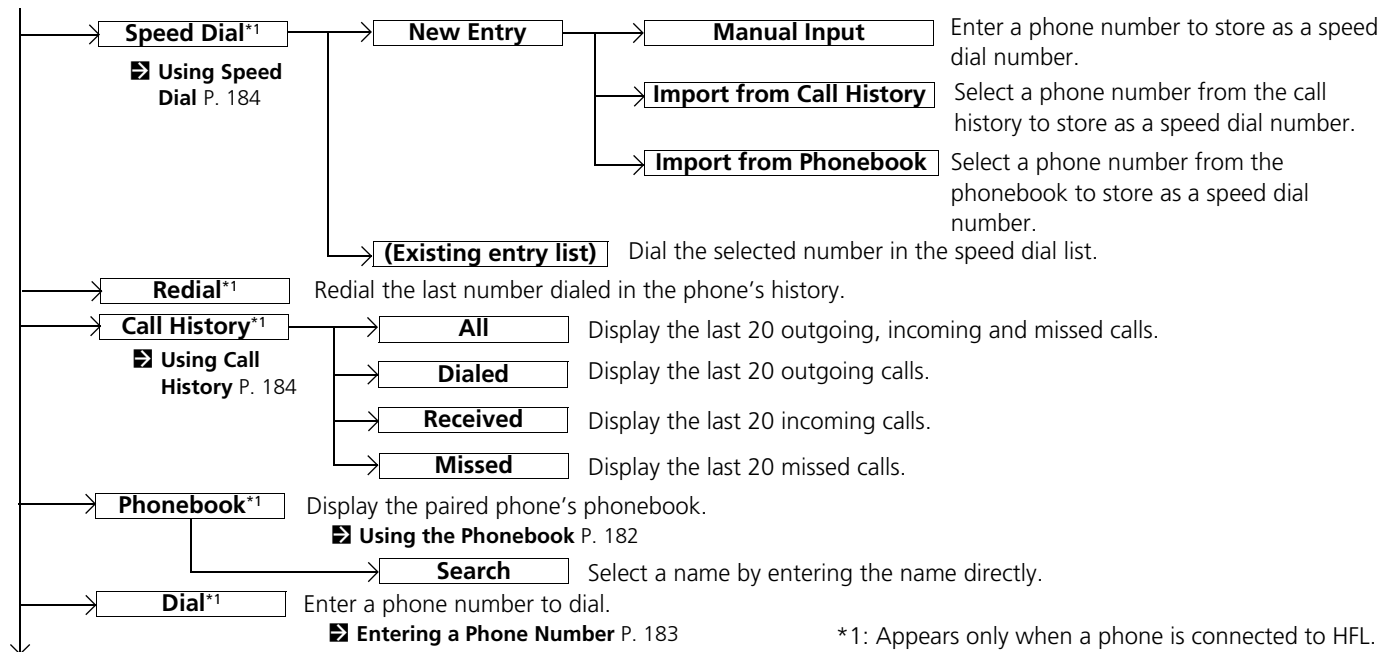 Speed Dial*1
New Entry
Manual Input
Enter a phone number to store as a speed
dial number.
Using Speed
Dial P. 184
Import from Call History
Select a phone number from the call
history to store as a speed dial number.
Import from Phonebook
Select a phone number from the
phonebook to store as a speed dial
number.
(Existing entry list)
Dial the selected number in the speed dial list.
Redial*1
Redial the last number dialed in the phone’s history.
Call History*1
All
Display the last 20 outgoing, incoming and missed calls.
Using Call
History P. 184
Dialed
Display the last 20 outgoing calls.
Received
Display the last 20 incoming calls.
Missed
Display the last 20 missed calls.
Phonebook*1
Display the paired phone’s phonebook.
Using the Phonebook P. 182
Search
Select a name by entering the name directly.
Dial*1
Enter a phone number to dial.
Entering a Phone Number P. 183
*1: Appears only when a phone is connected to HFL.